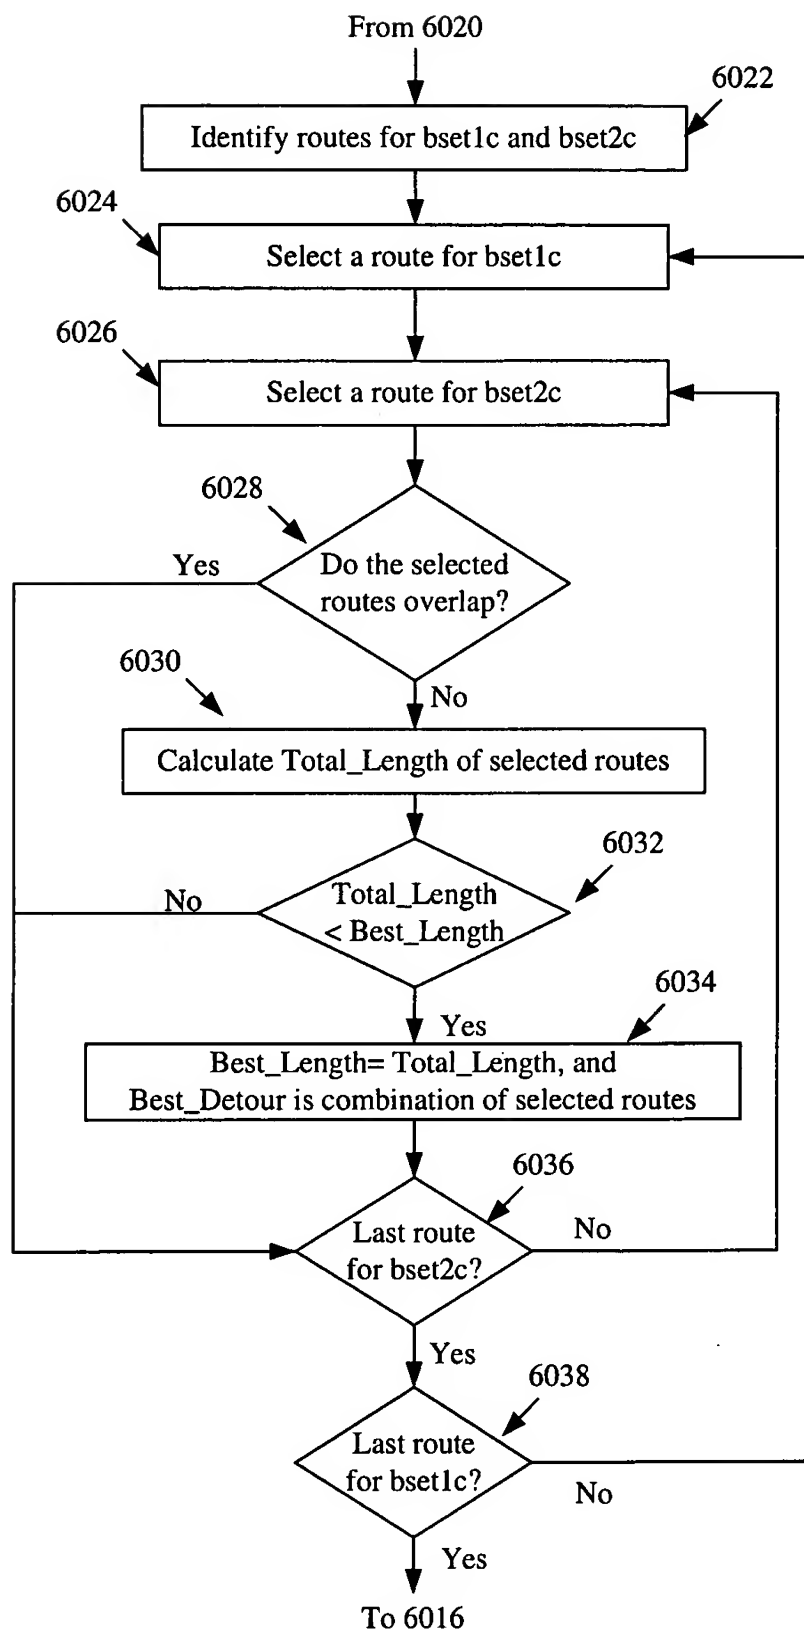 From 6020
6022
Identify routes for bset1c and bset2c
6024
Select a route for bset1c
6026
Select a route for bset2c
6028
Yes
Do the selected
routes overlap?
6030
No
Calculate Total_Length of selected routes
6032
No
Total_Length
< Best_Length
6034
Yes
Best_Length= Total_Length, and
Best_Detour is combination of selected routes
6036
Last route
for bset2c?
No
Yes
6038
Last route
for bset1c?
No
Yes
To 6016